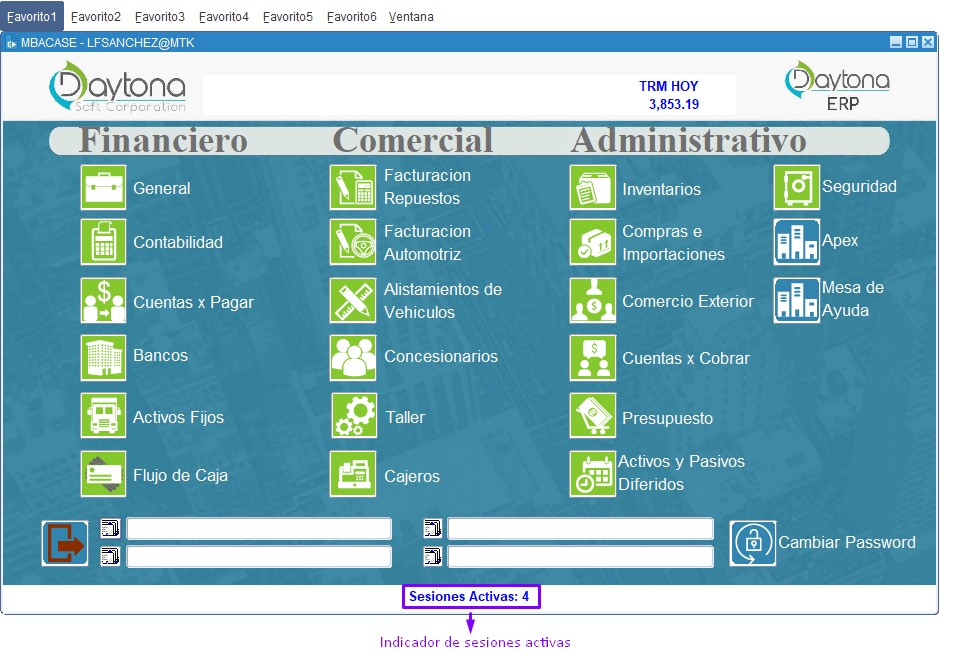 Favorito1 Favorito2 Favorito3 Favorito4 Favorito5 Favorito6 Ventana
MBACASE - LFSANCHEZ@MTK
Daytona
Soft Corporation
TRM HOY
3,853.19
Daytona
ERP
Financiero Comercial Administrativo
General
Facturacion
Repuestos
Inventarios
Seguridad
Contabilidad
Facturacion
Automotriz
Compras e
Importaciones
Apex
Cuentas x Pagar
Alistamientos de
Vehiculos
Comercio Exterior
Mesa de
Ayuda
Bancos
Concesionarios
Cuentas x Cobrar
Activos Fijos
Taller
Presupuesto
Flujo de Caja
Cajeros
Activos y Pasivos
Diferidos
Cambiar Password
Sesiones Activas: 4
Indicador de sesiones activas